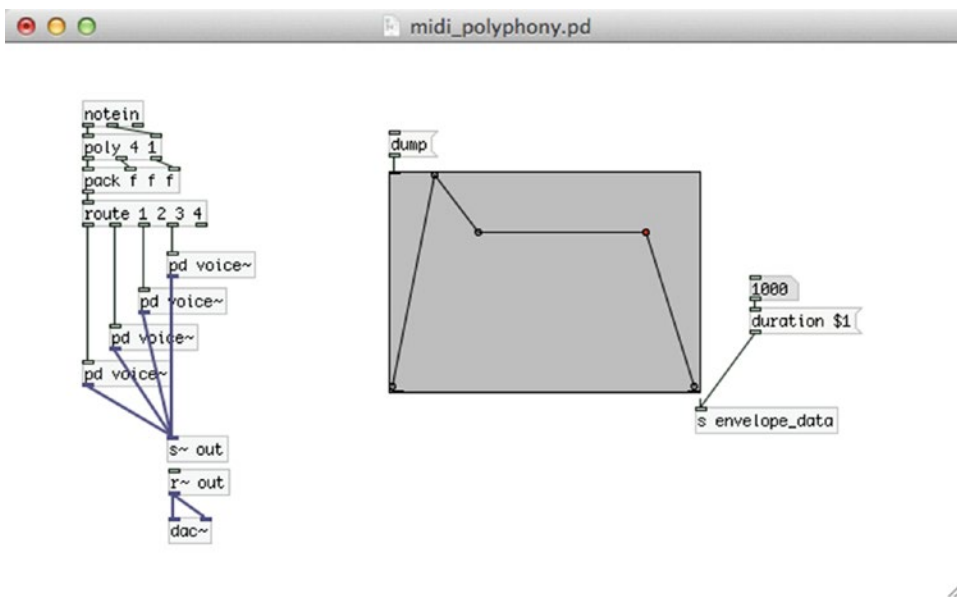 midi_polyphony.pd
notein
poly 4 1
pack f f f
route 1 2 3 4
pd voice~
pd voice~
pd voice~
pd voice~
s~ out
r~ out
dac~
dump
1000
duration $1
s envelope_data